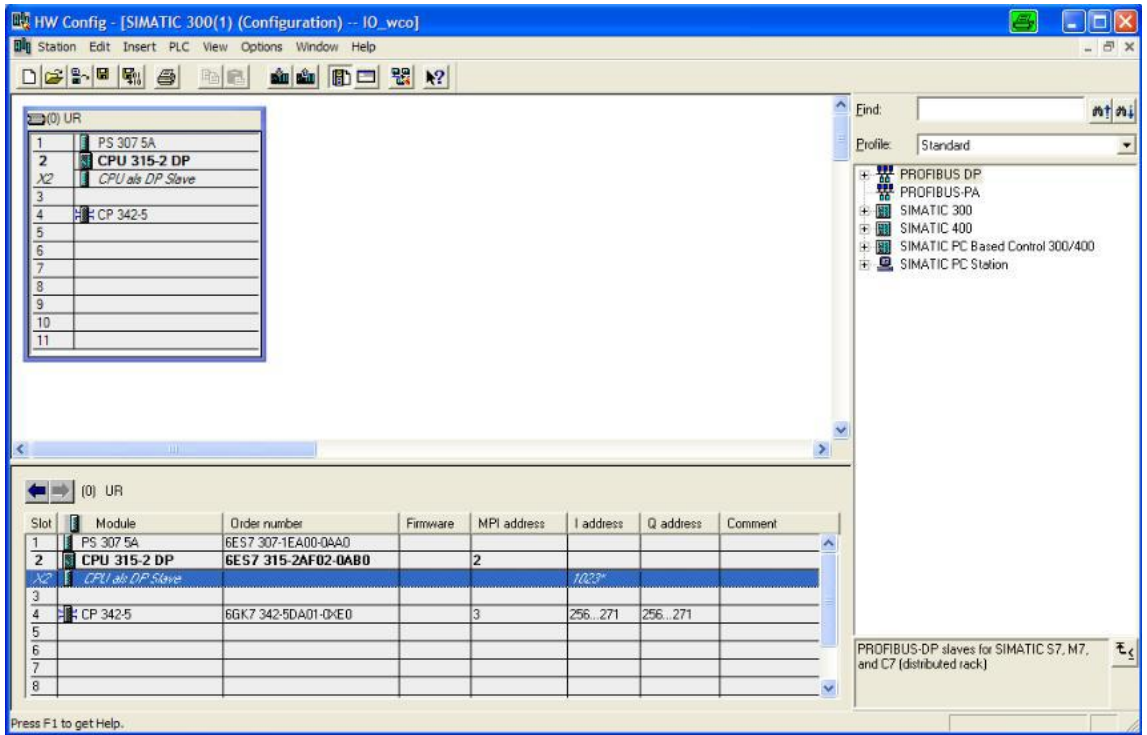 HW Config - [SIMATIC 300(1) (Configuration) -- IO_wco]
Station Edit Insert PLC View Options Window Help
(0) UR
1 PS 307 5A
2 CPU 315-2 DP
X2 CPU als DP Slave
3
4 CP 342-5
5
6
7
8
9
10
11
Find:
Profile: Standard
PROFIBUS DP
PROFIBUS-PA
SIMATIC 300
SIMATIC 400
SIMATIC PC Based Control 300/400
SIMATIC PC Station
(0) UR
Slot Module Order number Firmware MPI address I address Q address Comment
1 PS 307 5A 6ES7 307-1EA00-0AA0
2 CPU 315-2 DP 6ES7 315-2AF02-0AB0 2
X2 CPU als DP Slave 1023*
3
4 CP 342-5 6GK7 342-5DA01-0XE0 3 256...271 256...271
5
6
7
8
PROFIBUS-DP slaves for SIMATIC S7, M7,
and C7 (distributed rack)
Press F1 to get Help.